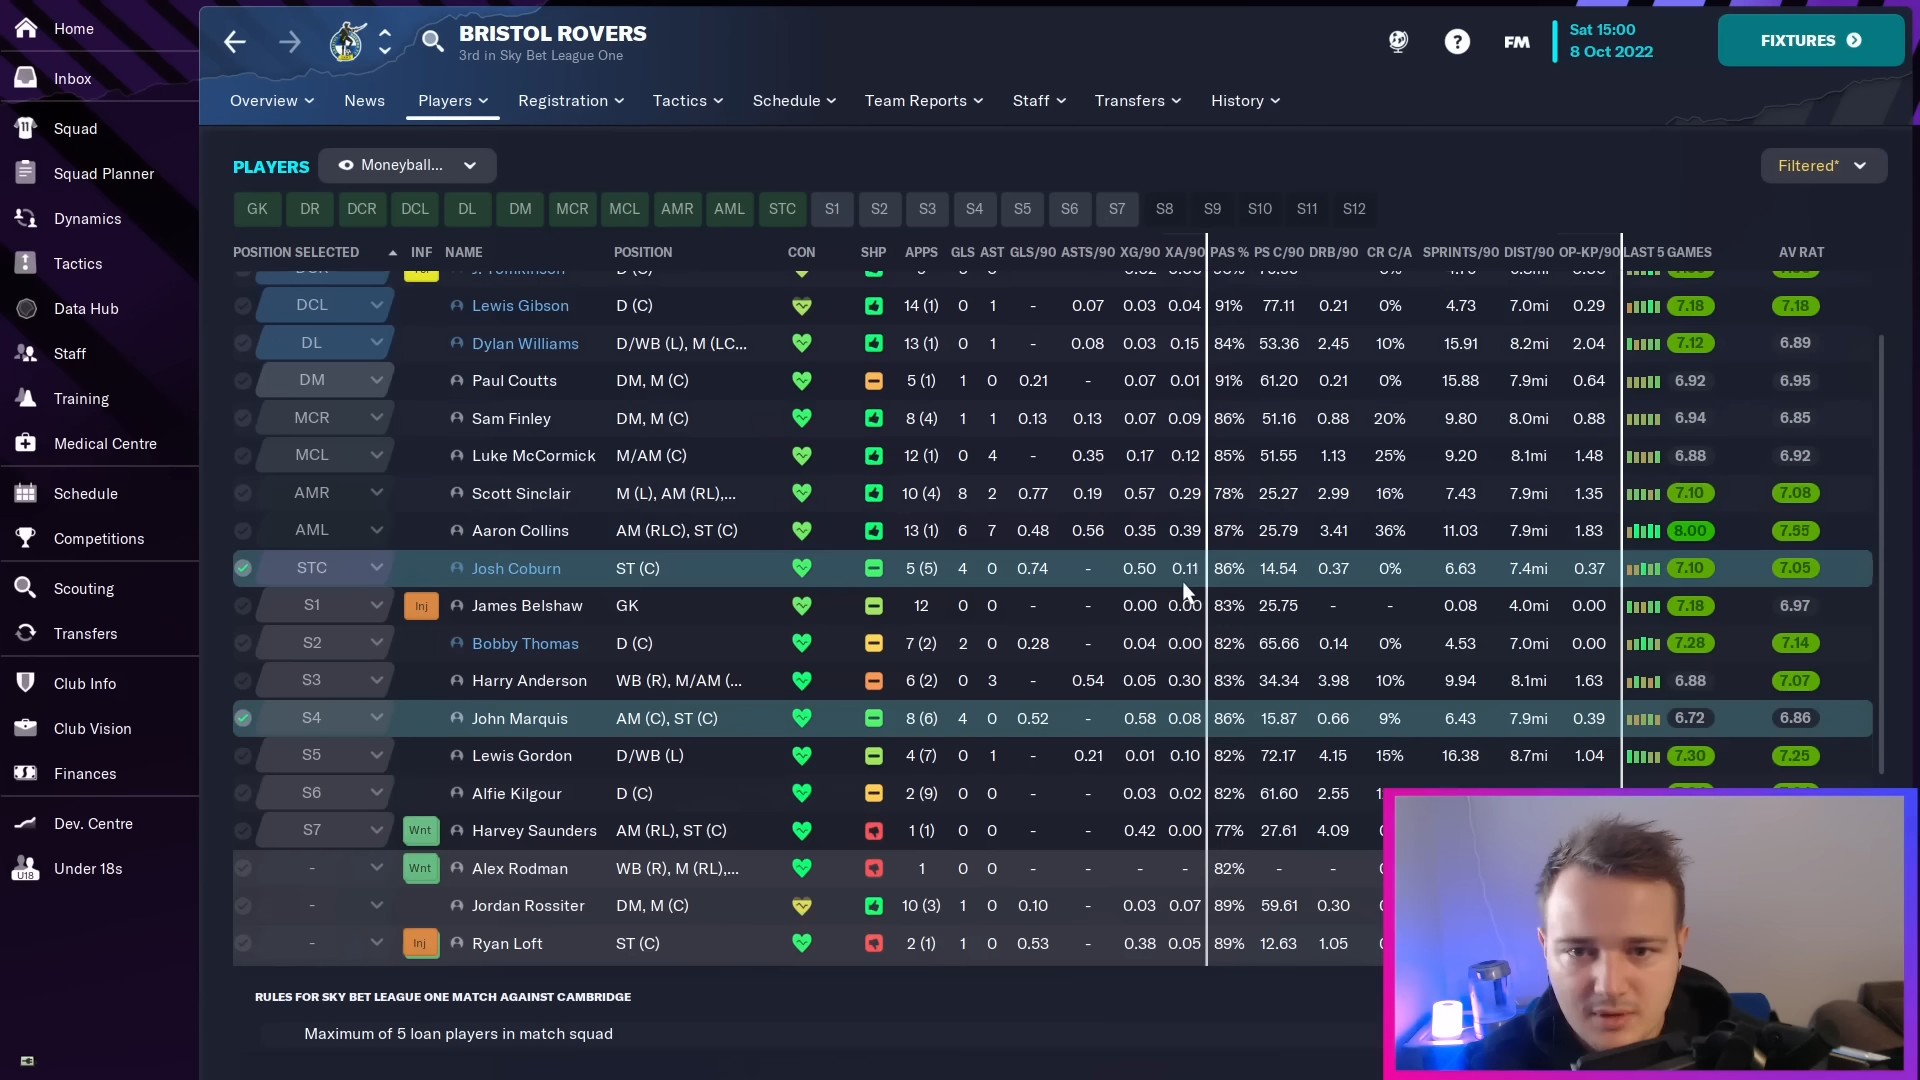 Home
Inbox
Squad
Squad Planner
Dynamics
Tactics
Data Hub
Staff
Training
Medical Centre
Schedule
Competitions
Scouting
Transfers
Club Info
Club Vision
Finances
Dev. Centre
U18 Under 18s
BRISTOL ROVERS
3rd in Sky Bet League One
? FM
Sat 15:00
8 Oct 2022
FIXTURES
Overview News Players Registration Tactics Schedule Team Reports Staff Transfers History
PLAYERS Moneyball... Filtered*
GK DR DCR DCL DL DM MCR MCL AMR AML STC S1 S2 S3 S4 S5 S6 S7 S8 S9 S10 S11 S12
POSITION SELECTED INF NAME POSITION CON SHP APPS GLS AST GLS/90 ASTS/90 XG/90 XA/90 PAS % PS C/90 DRB/90 CR C/A SPRINTS/90 DIST/90 OP-KP/90 LAST 5 GAMES AV RAT
DCL Lewis Gibson D (C) 14 (1) 0 1 - 0.07 0.03 0.04 91% 77.11 0.21 0% 4.73 7.0mi 0.29 7.18 7.18
DL Dylan Williams D/WB (L), M (LC... 13 (1) 0 1 - 0.08 0.03 0.15 84% 53.36 2.45 10% 15.91 8.2mi 2.04 7.12 6.89
DM Paul Coutts DM, M (C) 5 (1) 1 0 0.21 - 0.07 0.01 91% 61.20 0.21 0% 15.88 7.9mi 0.64 6.92 6.95
MCR Sam Finley DM, M (C) 8 (4) 1 1 0.13 0.13 0.07 0.09 86% 51.16 0.88 20% 9.80 8.0mi 0.88 6.94 6.85
MCL Luke McCormick M/AM (C) 12 (1) 0 4 - 0.35 0.17 0.12 85% 51.55 1.13 25% 9.20 8.1mi 1.48 6.88 6.92
AMR Scott Sinclair M (L), AM (RL),... 10 (4) 8 2 0.77 0.19 0.57 0.29 78% 25.27 2.99 16% 7.43 7.9mi 1.35 7.10 7.08
AML Aaron Collins AM (RLC), ST (C) 13 (1) 6 7 0.48 0.56 0.35 0.39 87% 25.79 3.41 36% 11.03 7.9mi 1.83 8.00 7.55
STC Josh Coburn ST (C) 5 (5) 4 0 0.74 - 0.50 0.11 86% 14.54 0.37 0% 6.63 7.4mi 0.37 7.10 7.05
S1 Inj James Belshaw GK 12 0 0 - - 0.00 0.00 83% 25.75 - - 0.08 4.0mi 0.00 7.18 6.97
S2 Bobby Thomas D (C) 7 (2) 2 0 0.28 - 0.04 0.00 82% 65.66 0.14 0% 4.53 7.0mi 0.00 7.28 7.14
S3 Harry Anderson WB (R), M/AM (... 6 (2) 0 3 - 0.54 0.05 0.30 83% 34.34 3.98 10% 9.94 8.1mi 1.63 6.88 7.07
S4 John Marquis AM (C), ST (C) 8 (6) 4 0 0.52 - 0.58 0.08 86% 15.87 0.66 9% 6.43 7.9mi 0.39 6.72 6.86
S5 Lewis Gordon D/WB (L) 4 (7) 0 1 - 0.21 0.01 0.10 82% 72.17 4.15 15% 16.38 8.7mi 1.04 7.30 7.25
S6 Alfie Kilgour D (C) 2 (9) 0 0 - - 0.03 0.02 82% 61.60 2.55
S7 Wnt Harvey Saunders AM (RL), ST (C) 1 (1) 0 0 - - 0.42 0.00 77% 27.61 4.09
- Wnt Alex Rodman WB (R), M (RL),... 1 0 0 - - - - 82% - -
- Jordan Rossiter DM, M (C) 10 (3) 1 0 0.10 - 0.03 0.07 89% 59.61 0.30
- Inj Ryan Loft ST (C) 2 (1) 1 0 0.53 - 0.38 0.05 89% 12.63 1.05
RULES FOR SKY BET LEAGUE ONE MATCH AGAINST CAMBRIDGE
Maximum of 5 loan players in match squad